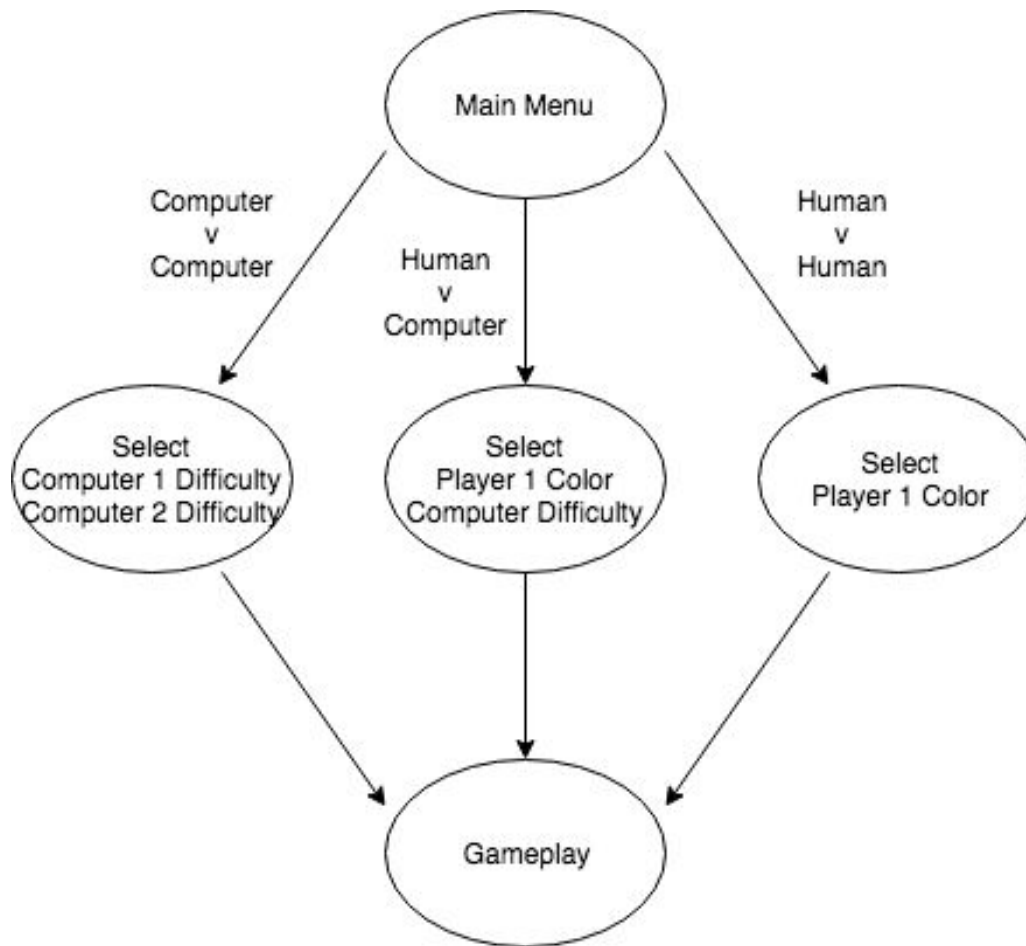 Main Menu
Computer
v
Computer
Human
v
Computer
Human
v
Human
Select
Computer 1 Difficulty
Computer 2 Difficulty
Select
Player 1 Color
Computer Difficulty
Select
Player 1 Color
Gameplay